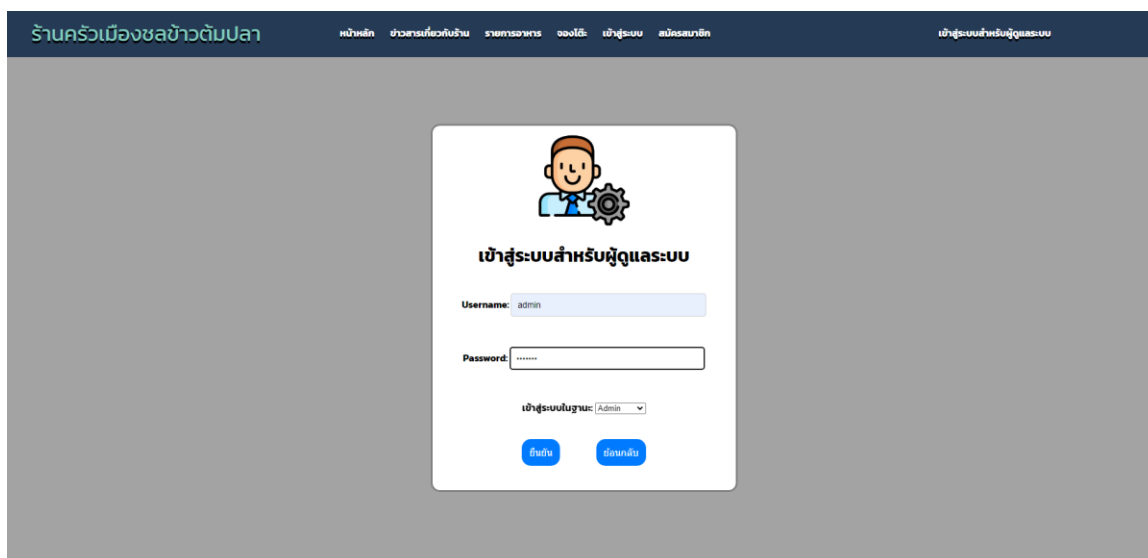 ร้านครัวเมืองชลข้าวต้มปลา หน้าหลัก ข่าวสารเกี่ยวกับร้าน รายการอาหาร จองโต๊ะ เข้าสู่ระบบ สมัครสมาชิก เข้าสู่ระบบสำหรับผู้ดูแลระบบ
เข้าสู่ระบบสำหรับผู้ดูแลระบบ
Username: admin
Password: •••••••
เข้าสู่ระบบในฐานะ: Admin
ยืนยัน ย้อนกลับ